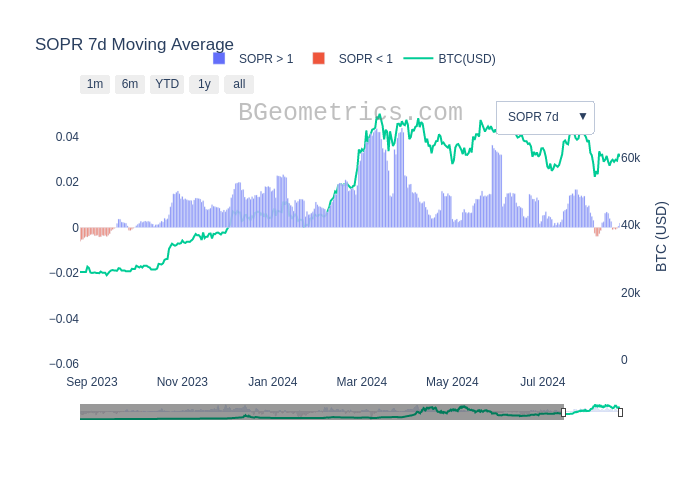 SOPR 7d Moving Average
SOPR > 1 SOPR < 1 BTC(USD)
1m 6m YTD 1y all
BGeometrics.com
SOPR 7d ▼
0.04
0.02
0
−0.02
−0.04
−0.06
60k
40k
20k
0
BTC (USD)
Sep 2023 Nov 2023 Jan 2024 Mar 2024 May 2024 Jul 2024